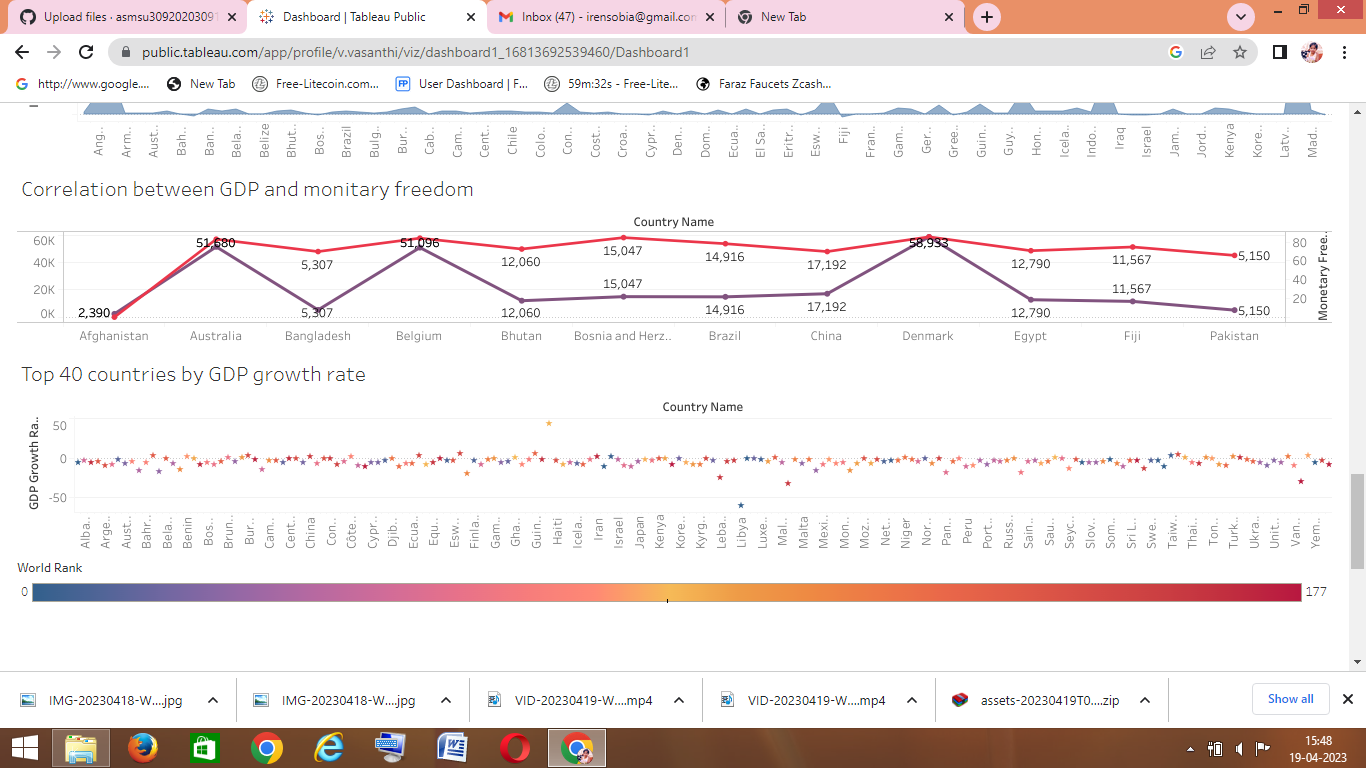 Upload files · asmsu30920203091
Dashboard | Tableau Public
Inbox (47) - irensobia@gmail.con
New Tab
public.tableau.com/app/profile/v.vasanthi/viz/dashboard1_16813692539460/Dashboard1
http://www.google....
New Tab
Free-Litecoin.com...
User Dashboard | F...
59m:32s - Free-Lite...
Faraz Faucets Zcash...
Ang.. Arm.. Aust.. Bah.. Ban.. Bela.. Belize Bhut.. Bos.. Brazil Bulg.. Bur.. Cab.. Cam.. Cent.. Chile Colo.. Con.. Cost.. Croa.. Cypr.. Den.. Dom.. Ecua.. El Sa.. Eritr.. Esw.. Fiji Fran.. Gam.. Ger.. Gree.. Guin.. Guy.. Hon.. Icela.. Indo.. Iraq Israel Jam.. Jord.. Kenya Kore.. Latv.. Mad..
Correlation between GDP and monitary freedom
Country Name
60K
40K
20K
0K
80
60
40
20
Monetary Free..
51,680 51,096 58,933
5,307 12,060 15,047 14,916 17,192 12,790 11,567 5,150
2,390 5,307 12,060 15,047 14,916 17,192 12,790 11,567 5,150
Afghanistan Australia Bangladesh Belgium Bhutan Bosnia and Herz.. Brazil China Denmark Egypt Fiji Pakistan
Top 40 countries by GDP growth rate
Country Name
GDP Growth Ra..
50
0
-50
Alba.. Arge.. Aust.. Bahr.. Bela.. Benin Bos.. Brun.. Bur.. Cam.. Cent.. China Con.. Côte.. Cypr.. Djib.. Ecua.. Equ.. Esw.. Finla.. Gam.. Gha.. Guin.. Haiti Icela.. Iran Israel Japan Kenya Kore.. Kyrg.. Leba.. Libya Luxe.. Mal.. Malta Mexi.. Mon.. Moz.. Net.. Niger Nor.. Pan.. Peru Port.. Russ.. Sain.. Sau.. Seyc.. Slov.. Som.. Sri L.. Swe.. Taiw.. Thai.. Ton.. Turk.. Ukra.. Unit.. Van.. Yem..
World Rank
0
177
IMG-20230418-W....jpg
IMG-20230418-W....jpg
VID-20230419-W....mp4
VID-20230419-W....mp4
assets-20230419T0....zip
Show all
15:48
19-04-2023